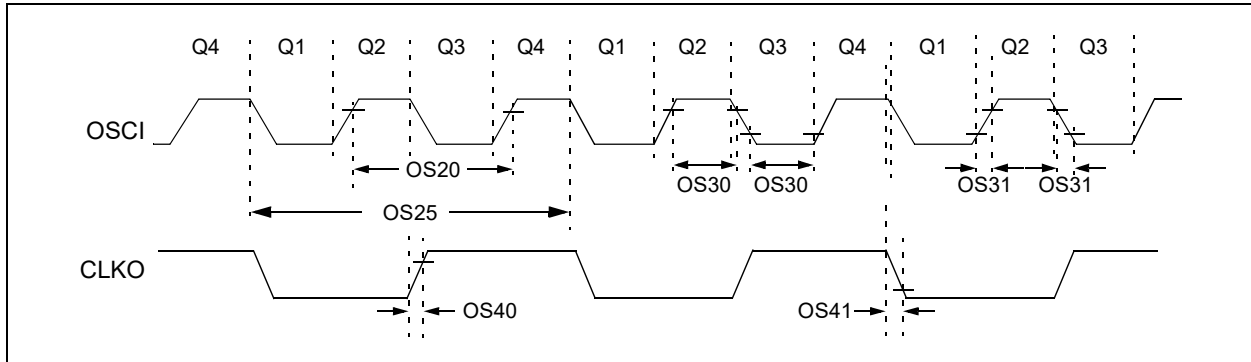 Q4 Q1 Q2 Q3 Q4 Q1 Q2 Q3 Q4 Q1 Q2 Q3
OSCI
OS20
OS30 OS30
OS31 OS31
OS25
CLKO
OS40
OS41